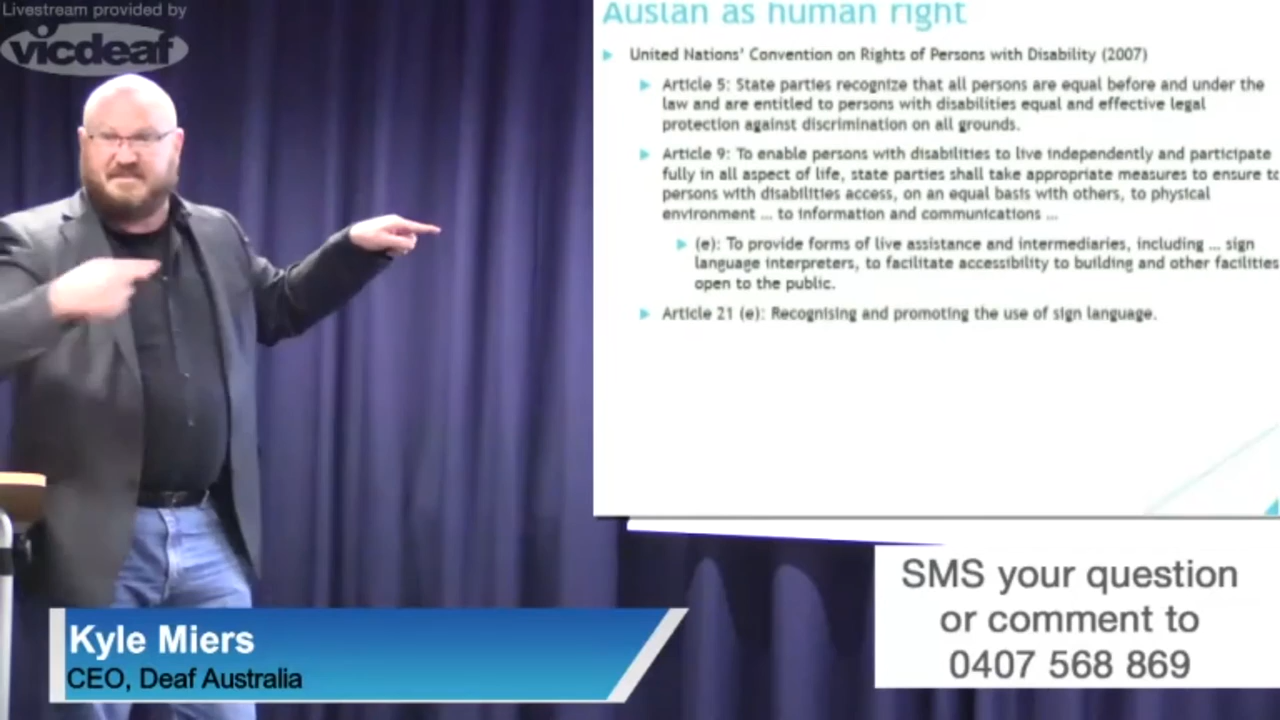 Livestream provided by
vicdeaf
Auslan as human right
United Nations' Convention on Rights of Persons with Disability (2007)
Article 5: State parties recognize that all persons are equal before and under the
law and are entitled to persons with disabilities equal and effective legal
protection against discrimination on all grounds.
Article 9: To enable persons with disabilities to live independently and participate
fully in all aspect of life, state parties shall take appropriate measures to ensure to
persons with disabilities access, on an equal basis with others, to physical
environment ... to information and communications ...
(e): To provide forms of live assistance and intermediaries, including ... sign
language interpreters, to facilitate accessibility to building and other facilities
open to the public.
Article 21 (e): Recognising and promoting the use of sign language.
SMS your question
or comment to
0407 568 869
Kyle Miers
CEO, Deaf Australia